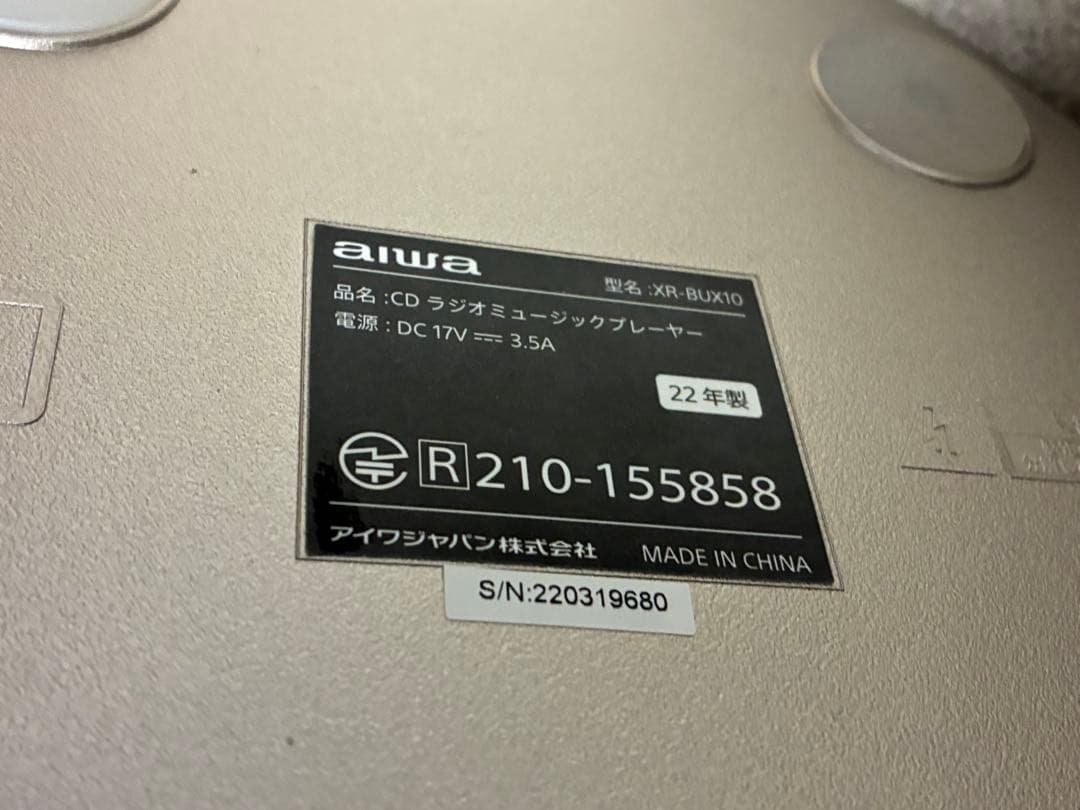 aiwa
型名 :XR-BUX10
品名 :CD ラジオミュージックプレーヤー
電源 : DC 17V ⎓ 3.5A
22 年製
R 210-155858
アイワジャパン株式会社
MADE IN CHINA
S/N:220319680